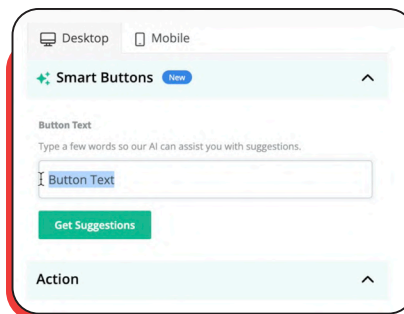 Desktop
Mobile
Smart Buttons New
Button Text
Type a few words so our AI can assist you with suggestions.
Button Text
Get Suggestions
Action